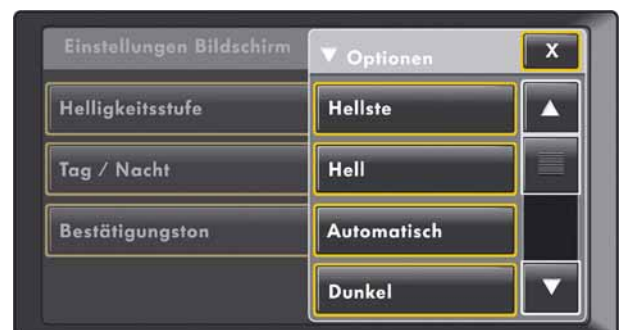 Einstellungen Bildschirm
▼ Optionen
X
Helligkeitsstufe
Hellste
Tag / Nacht
Hell
Bestätigungston
Automatisch
Dunkel